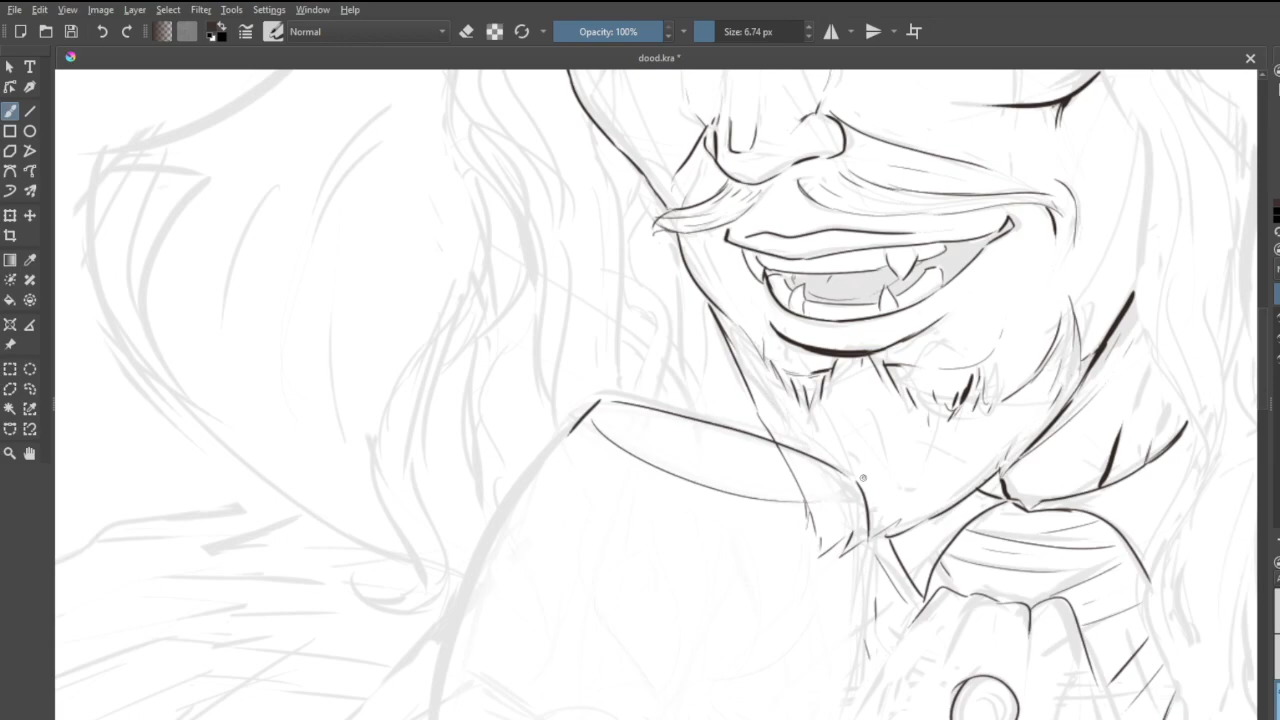 File Edit View Image Layer Select Filter Tools Settings Window Help
Normal Opacity: 100% Size: 6.74 px
dood.kra *
T